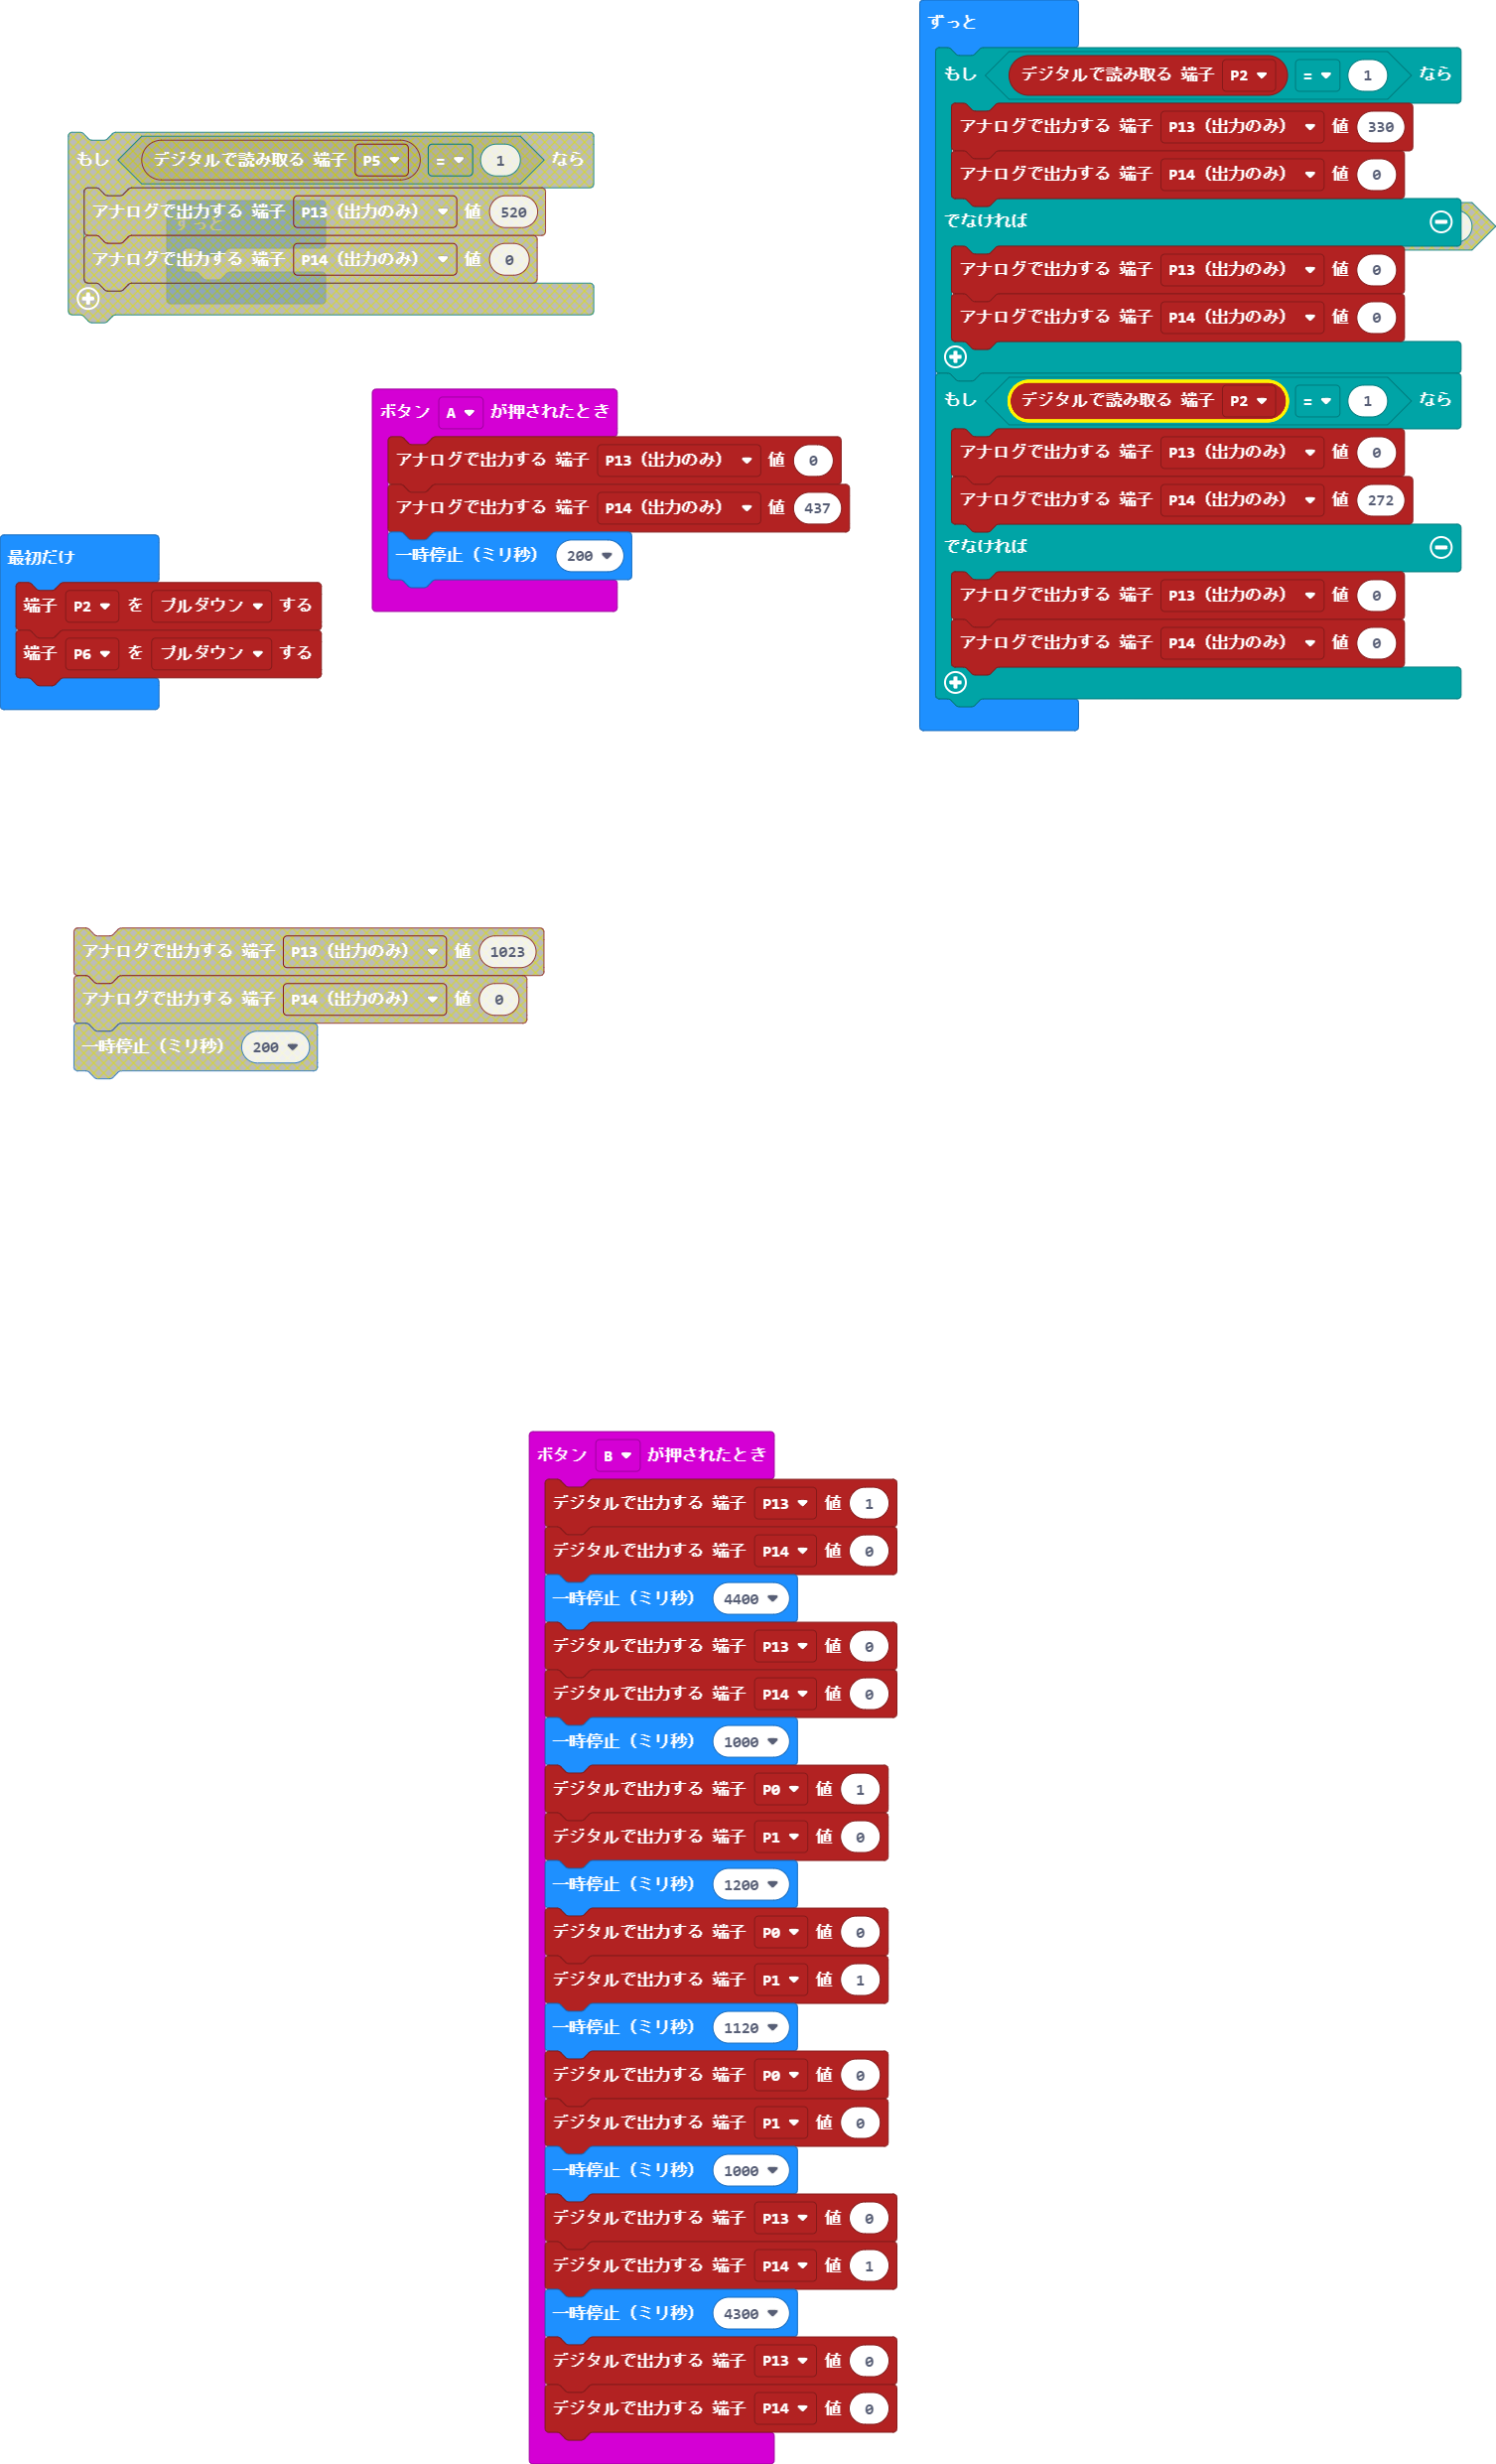 ずっと
もし デジタルで読み取る 端子 P2 = 1 なら
アナログで出力する 端子 P13（出力のみ） 値 330
アナログで出力する 端子 P14（出力のみ） 値 0
でなければ
アナログで出力する 端子 P13（出力のみ） 値 0
アナログで出力する 端子 P14（出力のみ） 値 0
もし デジタルで読み取る 端子 P2 = 1 なら
アナログで出力する 端子 P13（出力のみ） 値 0
アナログで出力する 端子 P14（出力のみ） 値 272
でなければ
アナログで出力する 端子 P13（出力のみ） 値 0
アナログで出力する 端子 P14（出力のみ） 値 0
もし デジタルで読み取る 端子 P5 = 1 なら
アナログで出力する 端子 P13（出力のみ） 値 520
ずっと
アナログで出力する 端子 P14（出力のみ） 値 0
ボタン A が押されたとき
アナログで出力する 端子 P13（出力のみ） 値 0
アナログで出力する 端子 P14（出力のみ） 値 437
一時停止（ミリ秒） 200
最初だけ
端子 P2 を プルダウン する
端子 P6 を プルダウン する
アナログで出力する 端子 P13（出力のみ） 値 1023
アナログで出力する 端子 P14（出力のみ） 値 0
一時停止（ミリ秒） 200
ボタン B が押されたとき
デジタルで出力する 端子 P13 値 1
デジタルで出力する 端子 P14 値 0
一時停止（ミリ秒） 4400
デジタルで出力する 端子 P13 値 0
デジタルで出力する 端子 P14 値 0
一時停止（ミリ秒） 1000
デジタルで出力する 端子 P0 値 1
デジタルで出力する 端子 P1 値 0
一時停止（ミリ秒） 1200
デジタルで出力する 端子 P0 値 0
デジタルで出力する 端子 P1 値 1
一時停止（ミリ秒） 1120
デジタルで出力する 端子 P0 値 0
デジタルで出力する 端子 P1 値 0
一時停止（ミリ秒） 1000
デジタルで出力する 端子 P13 値 0
デジタルで出力する 端子 P14 値 1
一時停止（ミリ秒） 4300
デジタルで出力する 端子 P13 値 0
デジタルで出力する 端子 P14 値 0